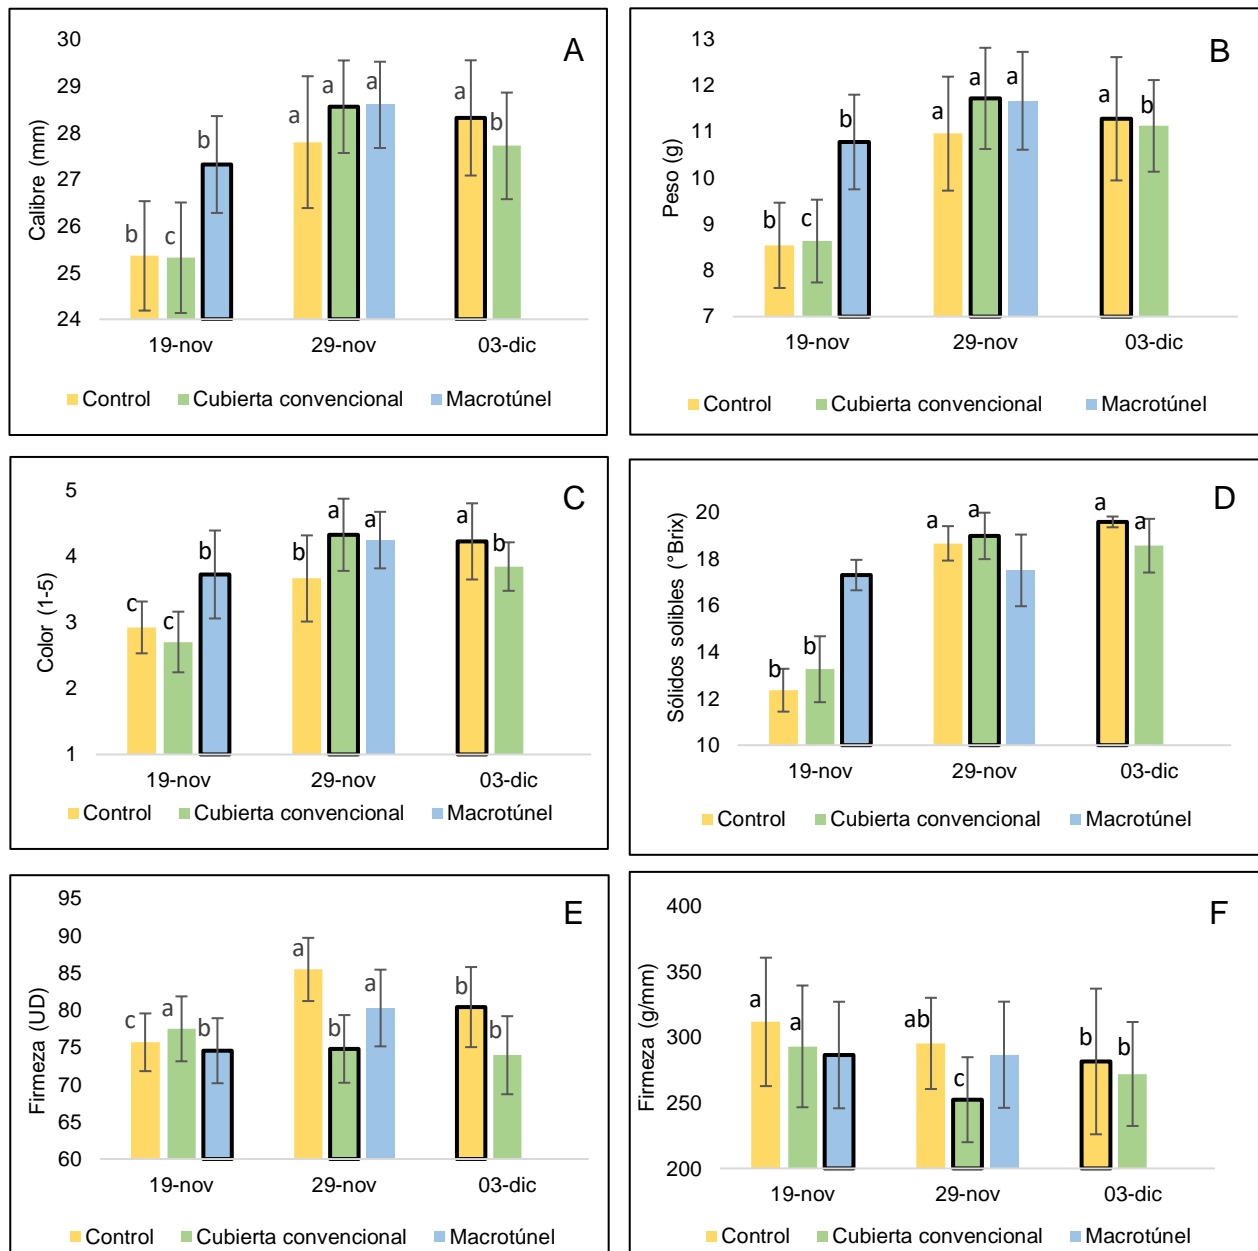 A
Calibre (mm)
30
29
28
27
26
25
24
b c b
a a a
a b
19-nov 29-nov 03-dic
Control Cubierta convencional Macrotúnel
B
Peso (g)
13
12
11
10
9
8
7
b c b
a a a
a b
19-nov 29-nov 03-dic
Control Cubierta convencional Macrotúnel
C
Color (1-5)
5
4
3
2
1
c c b
b a a
a b
19-nov 29-nov 03-dic
Control Cubierta convencional Macrotúnel
D
Sólidos solibles (°Brix)
20
18
16
14
12
10
b b
a a
a a
19-nov 29-nov 03-dic
Control Cubierta convencional Macrotúnel
E
Firmeza (UD)
95
90
85
80
75
70
65
60
c a b
a b a
b b
19-nov 29-nov 03-dic
Control Cubierta convencional Macrotúnel
F
Firmeza (g/mm)
400
350
300
250
200
a a
ab c
b b
19-nov 29-nov 03-dic
Control Cubierta convencional Macrotúnel